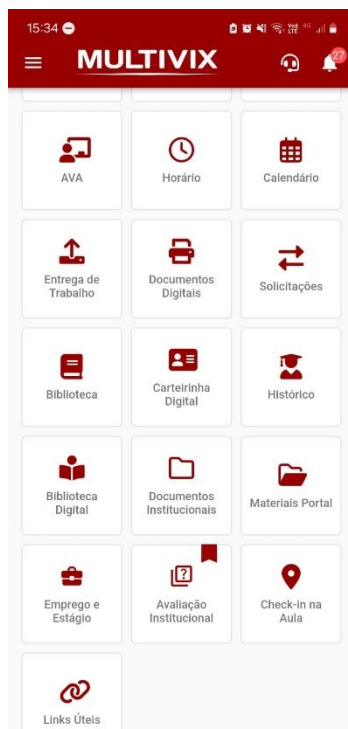 15:34
MULTIVIX
27
AVA
Horário
Calendário
Entrega de
Trabalho
Documentos
Digitais
Solicitações
Biblioteca
Carteirinha
Digital
Histórico
Biblioteca
Digital
Documentos
Institucionais
Materiais Portal
Emprego e
Estágio
Avaliação
Institucional
Check-in na
Aula
Links Úteis